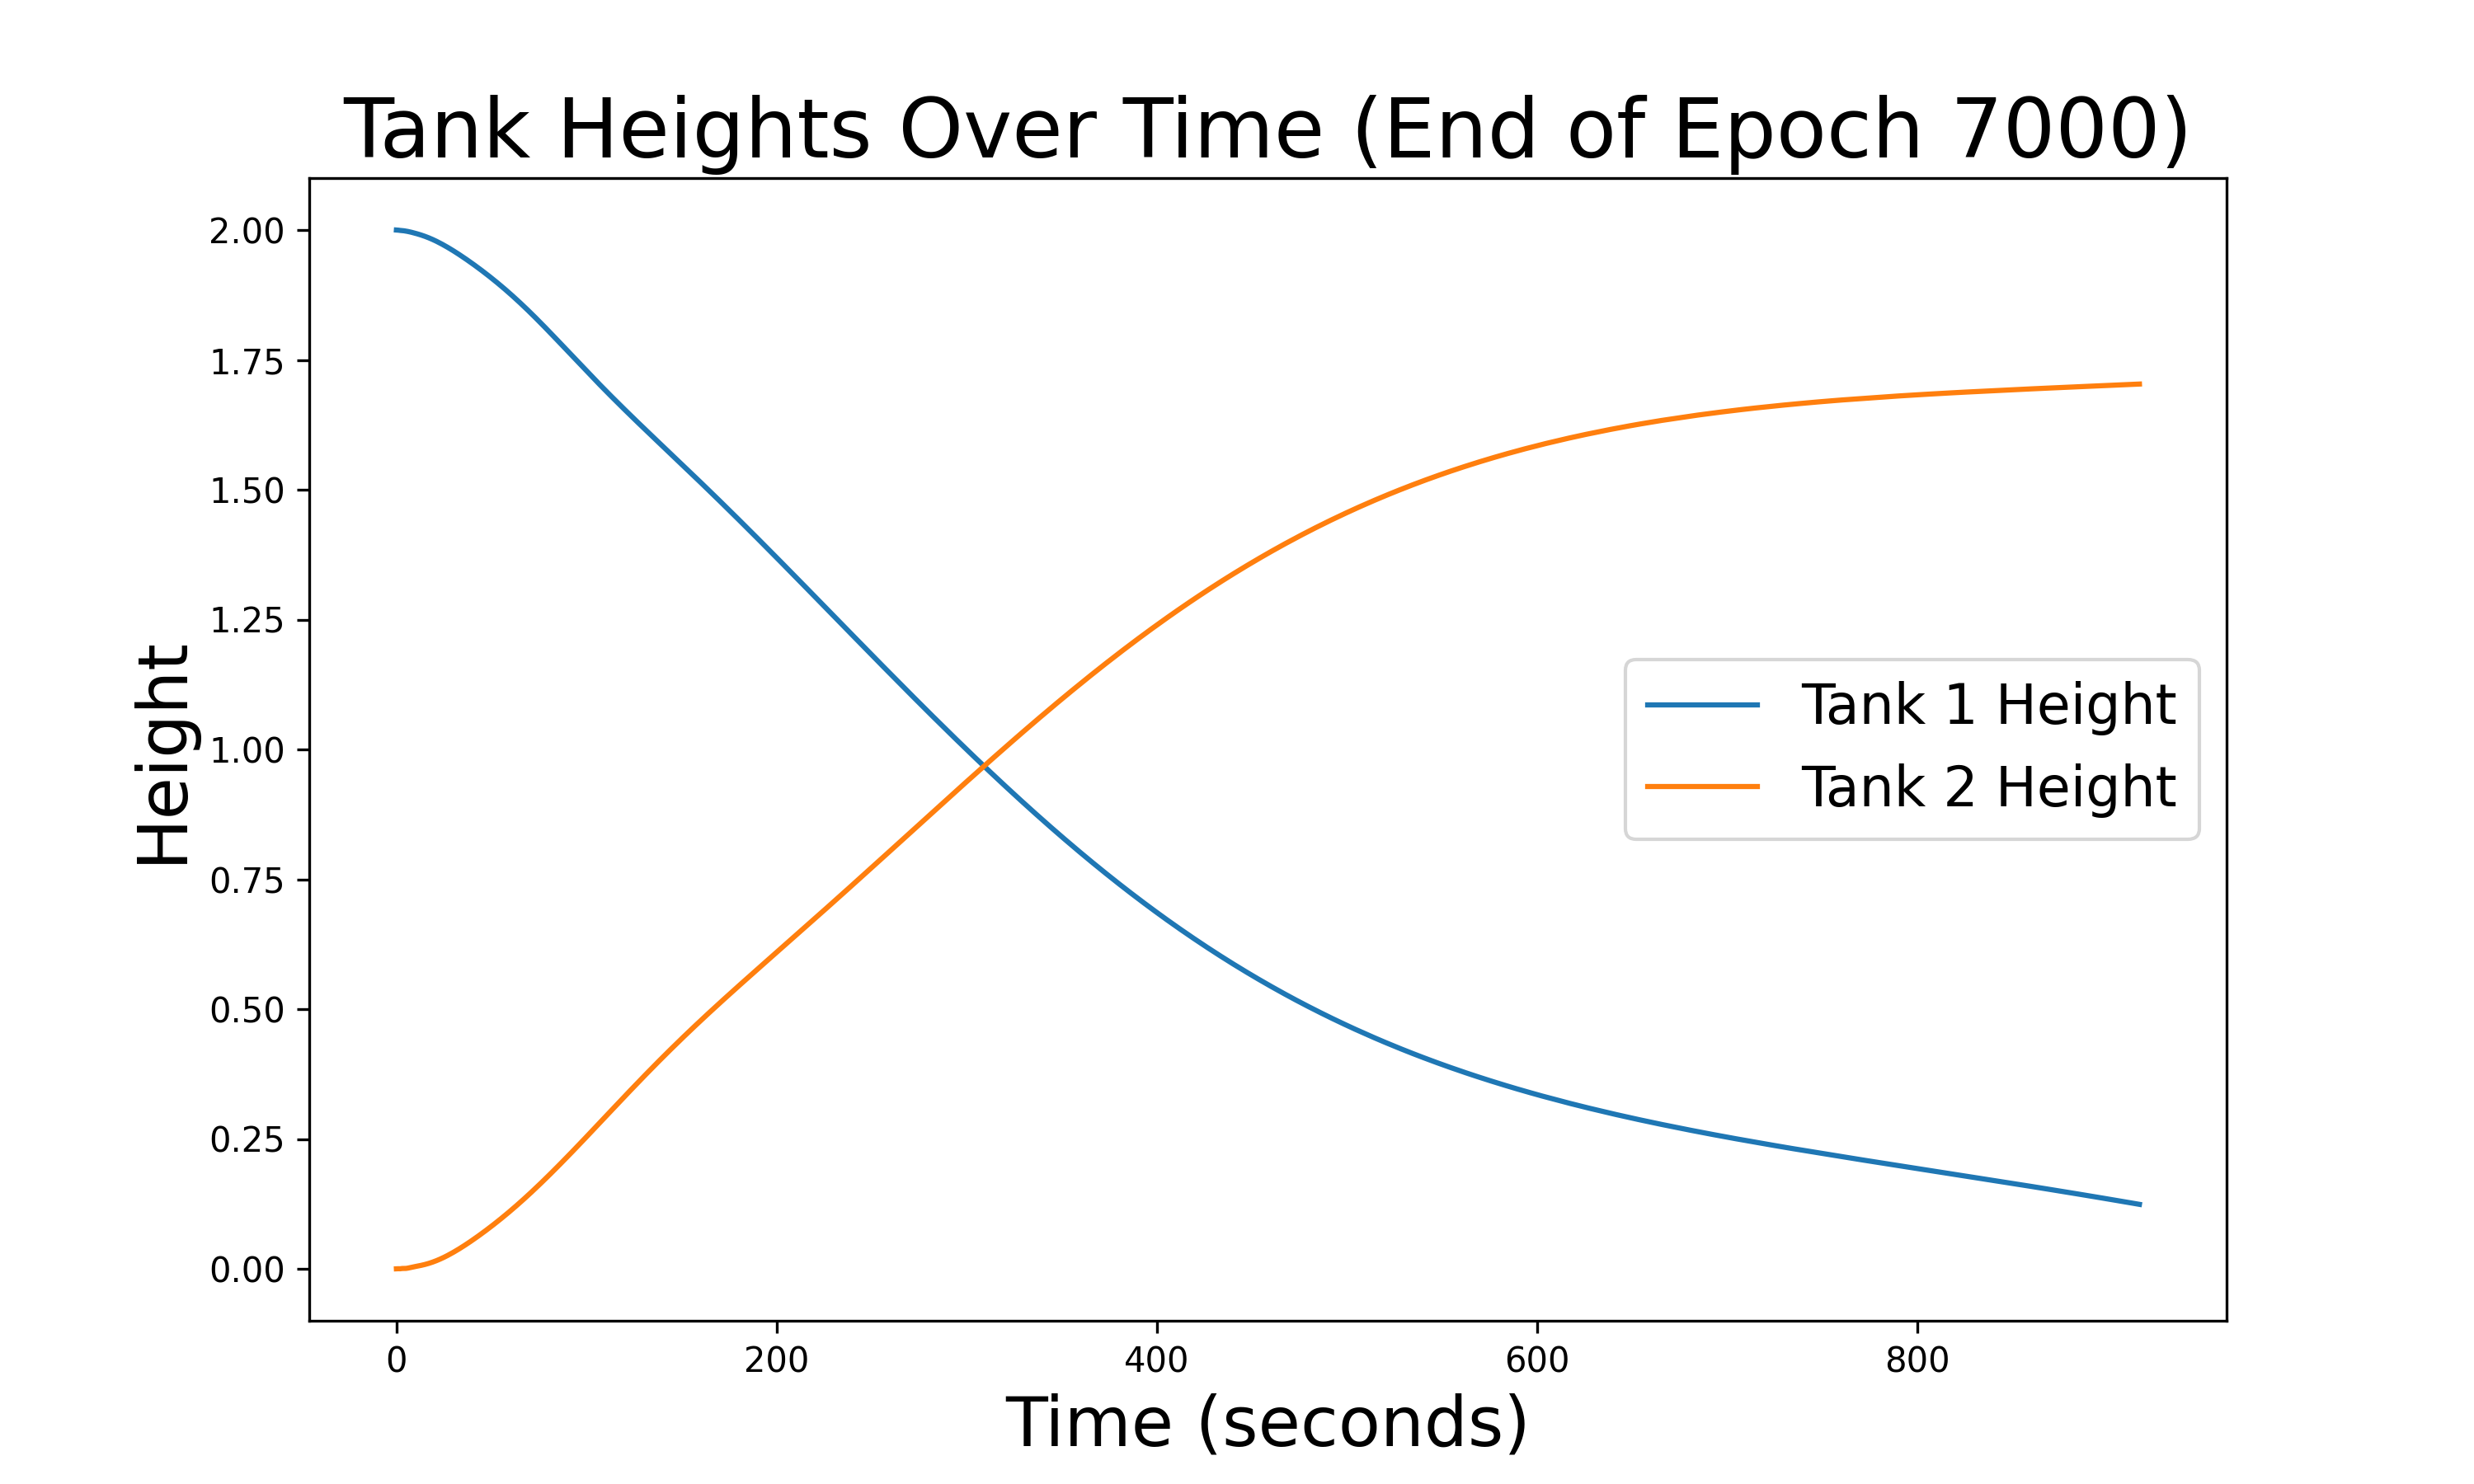 Tank Heights Over Time (End of Epoch 7000)
2.00
1.75
1.50
1.25
1.00
0.75
0.50
0.25
0.00
Height
Tank 1 Height
Tank 2 Height
0 200 400 600 800
Time (seconds)